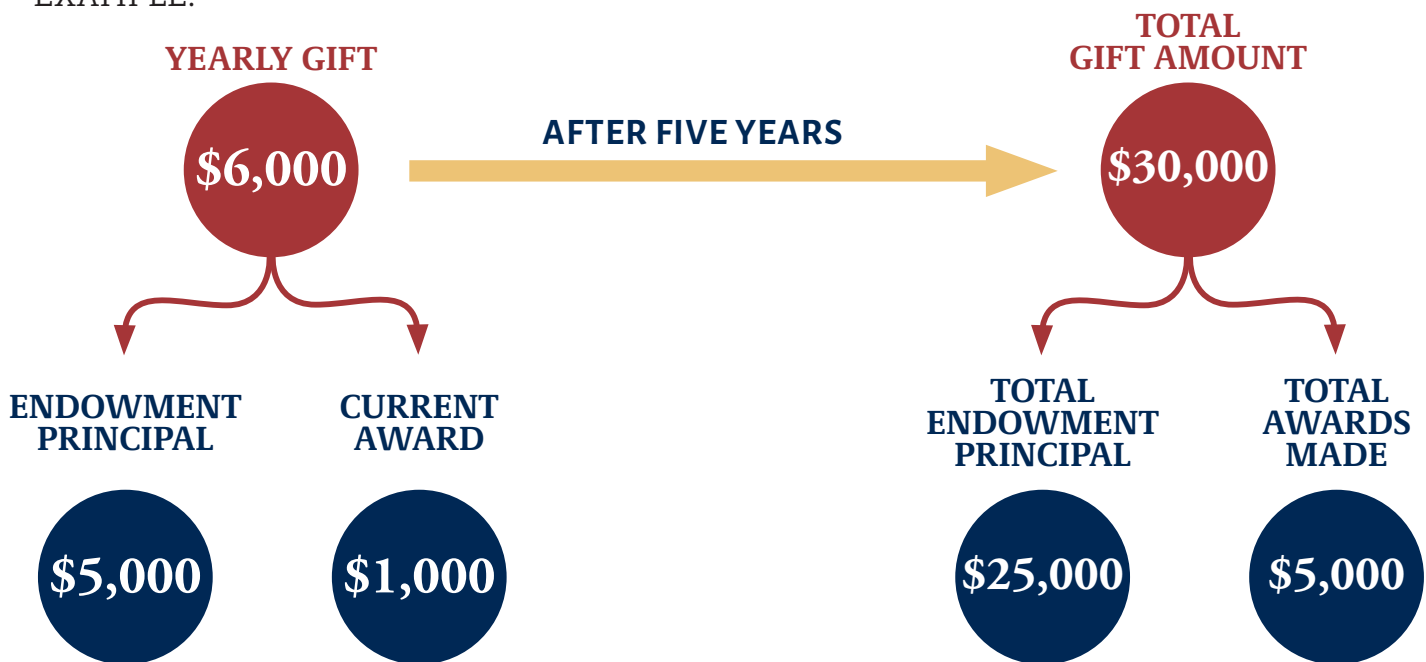 EXAMPLE:
YEARLY GIFT
$6,000
AFTER FIVE YEARS
TOTAL
GIFT AMOUNT
$30,000
ENDOWMENT
PRINCIPAL
$5,000
CURRENT
AWARD
$1,000
TOTAL
ENDOWMENT
PRINCIPAL
$25,000
TOTAL
AWARDS
MADE
$5,000